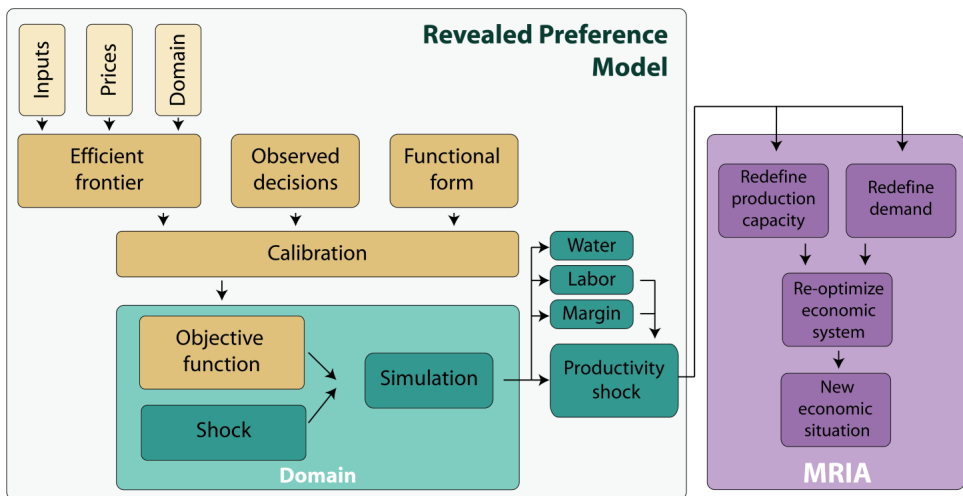 Revealed Preference
Model
Inputs
Prices
Domain
Efficient
frontier
Observed
decisions
Functional
form
Calibration
Objective
function
Shock
Simulation
Domain
Water
Labor
Margin
Productivity
shock
Redefine
production
capacity
Redefine
demand
Re-optimize
economic
system
New
economic
situation
MRIA